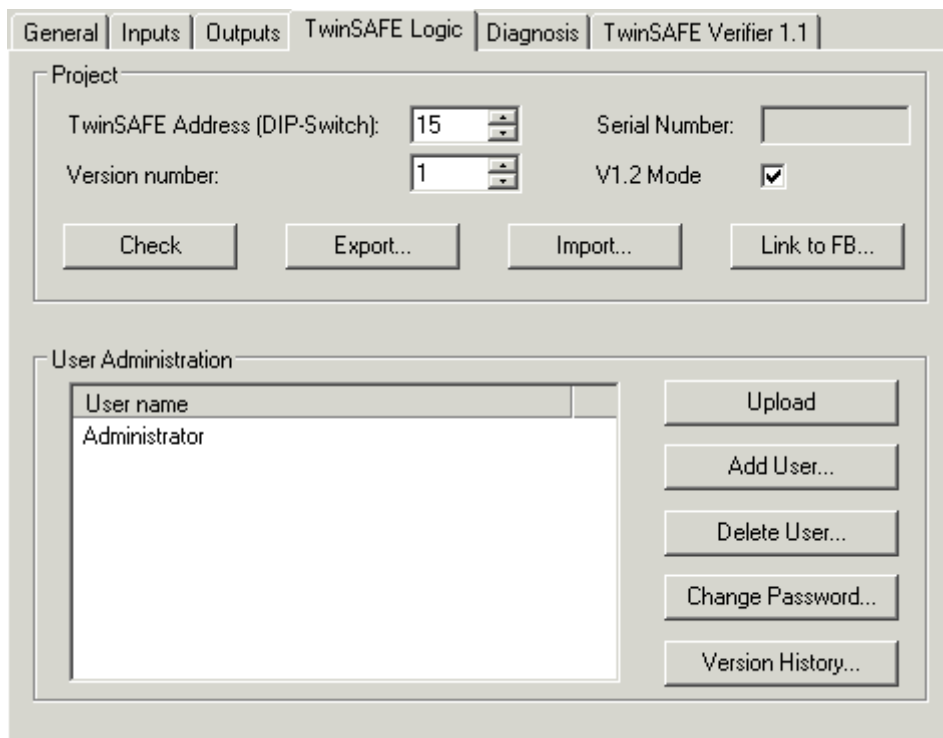 General Inputs Outputs TwinSAFE Logic Diagnosis TwinSAFE Verifier 1.1
Project
TwinSAFE Address (DIP-Switch): 15 Serial Number:
Version number: 1 V1.2 Mode
Check Export... Import... Link to FB...
User Administration
User name
Administrator
Upload
Add User...
Delete User...
Change Password...
Version History...